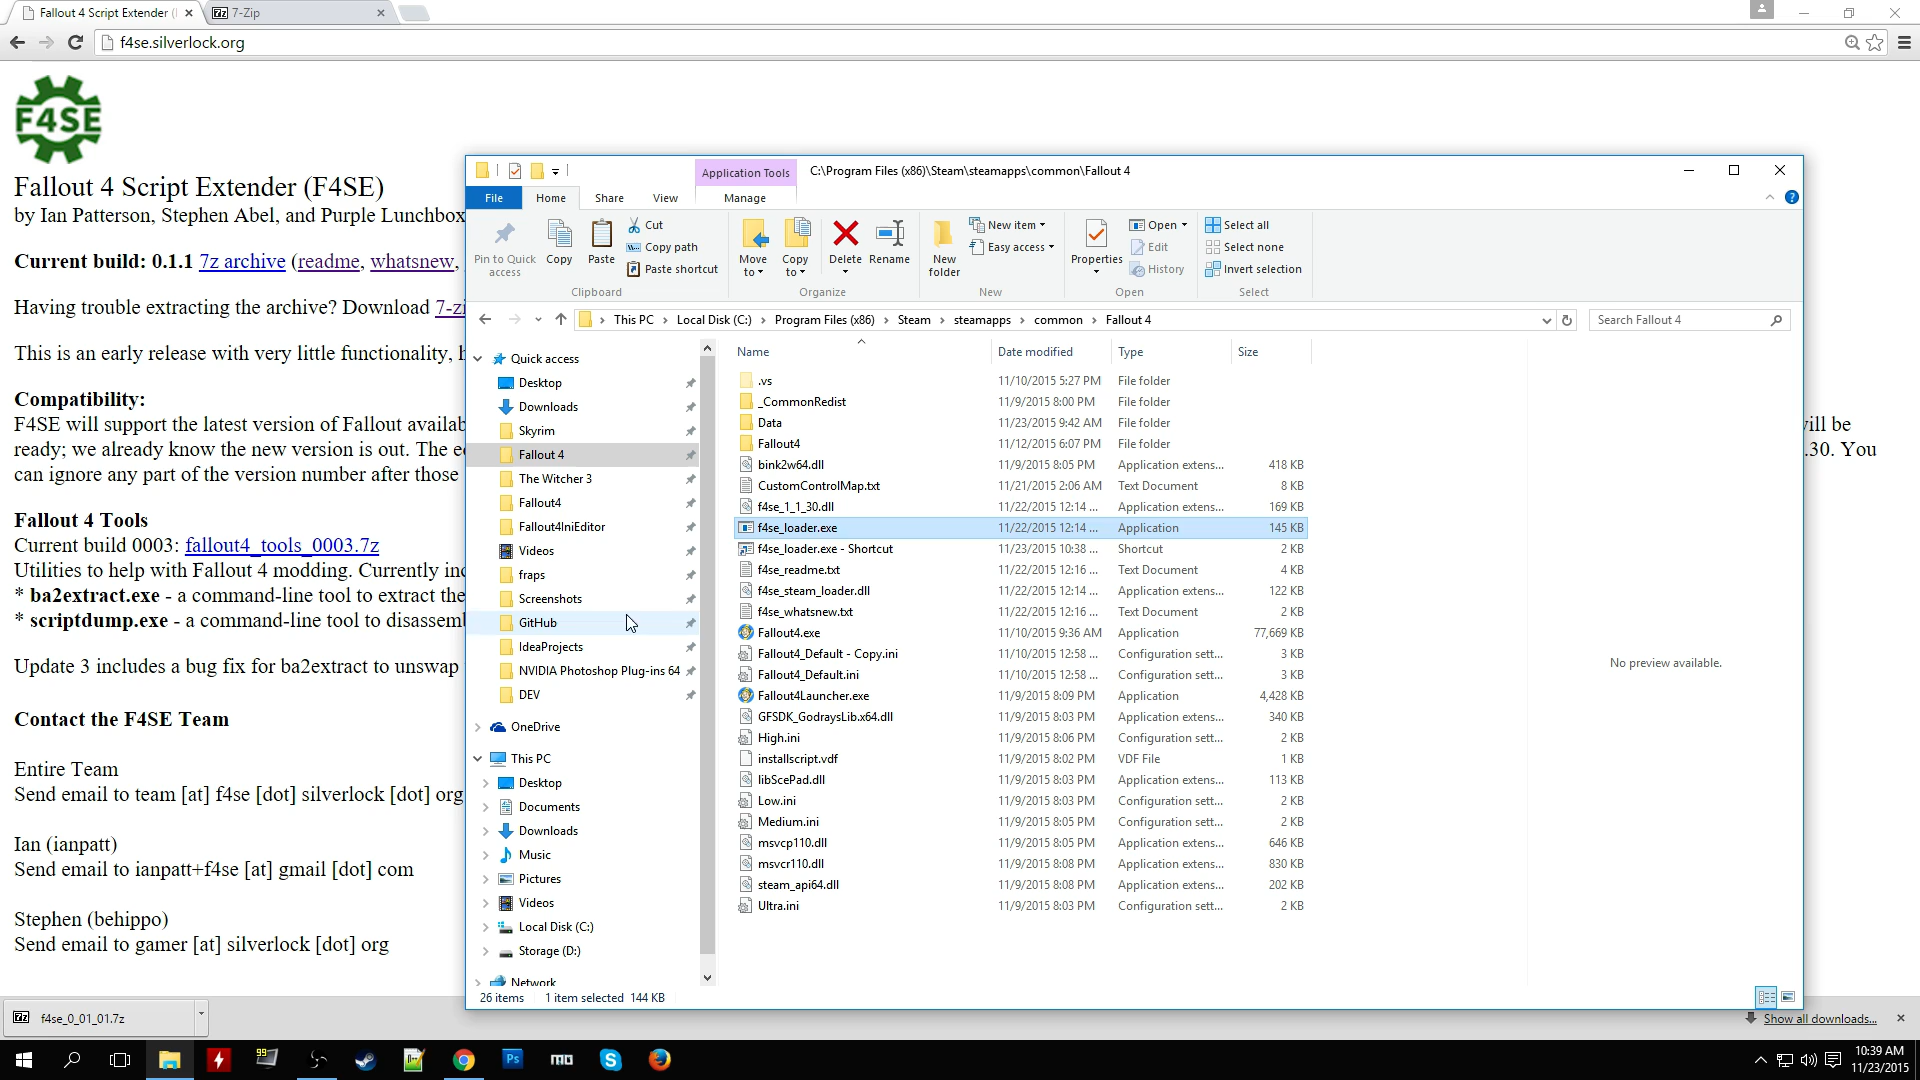 Fallout 4 Script Extender (
7-Zip
f4se.silverlock.org
F4SE
Fallout 4 Script Extender (F4SE)
by Ian Patterson, Stephen Abel, and Purple Lunchbox
Current build: 0.1.1 7z archive (readme, whatsnew,
Having trouble extracting the archive? Download 7-zi
This is an early release with very little functionality, h
Compatibility:
F4SE will support the latest version of Fallout availab
ready; we already know the new version is out. The e
can ignore any part of the version number after those
will be
.30. You
Fallout 4 Tools
Current build 0003: fallout4_tools_0003.7z
Utilities to help with Fallout 4 modding. Currently inc
* ba2extract.exe - a command-line tool to extract the
* scriptdump.exe - a command-line tool to disassemb
Update 3 includes a bug fix for ba2extract to unswap
Contact the F4SE Team
Entire Team
Send email to team [at] f4se [dot] silverlock [dot] org
Ian (ianpatt)
Send email to ianpatt+f4se [at] gmail [dot] com
Stephen (behippo)
Send email to gamer [at] silverlock [dot] org
Application Tools
C:\Program Files (x86)\Steam\steamapps\common\Fallout 4
File
Home
Share
View
Manage
Pin to Quick access
Copy
Paste
Cut
Copy path
Paste shortcut
Clipboard
Move to
Copy to
Delete
Rename
Organize
New folder
New item
Easy access
New
Properties
Open
Edit
History
Open
Select all
Select none
Invert selection
Select
This PC > Local Disk (C:) > Program Files (x86) > Steam > steamapps > common > Fallout 4
Search Fallout 4
Quick access
Desktop
Downloads
Skyrim
Fallout 4
The Witcher 3
Fallout4
Fallout4IniEditor
Videos
fraps
Screenshots
GitHub
IdeaProjects
NVIDIA Photoshop Plug-ins 64
DEV
OneDrive
This PC
Desktop
Documents
Downloads
Music
Pictures
Videos
Local Disk (C:)
Storage (D:)
Network
Name Date modified Type Size
.vs 11/10/2015 5:27 PM File folder
_CommonRedist 11/9/2015 8:00 PM File folder
Data 11/23/2015 9:42 AM File folder
Fallout4 11/12/2015 6:07 PM File folder
bink2w64.dll 11/9/2015 8:05 PM Application extens... 418 KB
CustomControlMap.txt 11/21/2015 2:06 AM Text Document 8 KB
f4se_1_1_30.dll 11/22/2015 12:14 ... Application extens... 169 KB
f4se_loader.exe 11/22/2015 12:14 ... Application 145 KB
f4se_loader.exe - Shortcut 11/23/2015 10:38 ... Shortcut 2 KB
f4se_readme.txt 11/22/2015 12:16 ... Text Document 4 KB
f4se_steam_loader.dll 11/22/2015 12:14 ... Application extens... 122 KB
f4se_whatsnew.txt 11/22/2015 12:16 ... Text Document 2 KB
Fallout4.exe 11/10/2015 9:36 AM Application 77,669 KB
Fallout4_Default - Copy.ini 11/10/2015 12:58 ... Configuration sett... 3 KB
Fallout4_Default.ini 11/10/2015 12:58 ... Configuration sett... 3 KB
Fallout4Launcher.exe 11/9/2015 8:09 PM Application 4,428 KB
GFSDK_GodraysLib.x64.dll 11/9/2015 8:03 PM Application extens... 340 KB
High.ini 11/9/2015 8:06 PM Configuration sett... 2 KB
installscript.vdf 11/9/2015 8:02 PM VDF File 1 KB
libScePad.dll 11/9/2015 8:03 PM Application extens... 113 KB
Low.ini 11/9/2015 8:03 PM Configuration sett... 2 KB
Medium.ini 11/9/2015 8:05 PM Configuration sett... 2 KB
msvcp110.dll 11/9/2015 8:05 PM Application extens... 646 KB
msvcr110.dll 11/9/2015 8:08 PM Application extens... 830 KB
steam_api64.dll 11/9/2015 8:08 PM Application extens... 202 KB
Ultra.ini 11/9/2015 8:03 PM Configuration sett... 2 KB
No preview available.
26 items 1 item selected 144 KB
f4se_0_01_01.7z
Show all downloads...
99
Ps
mo
10:39 AM
11/23/2015